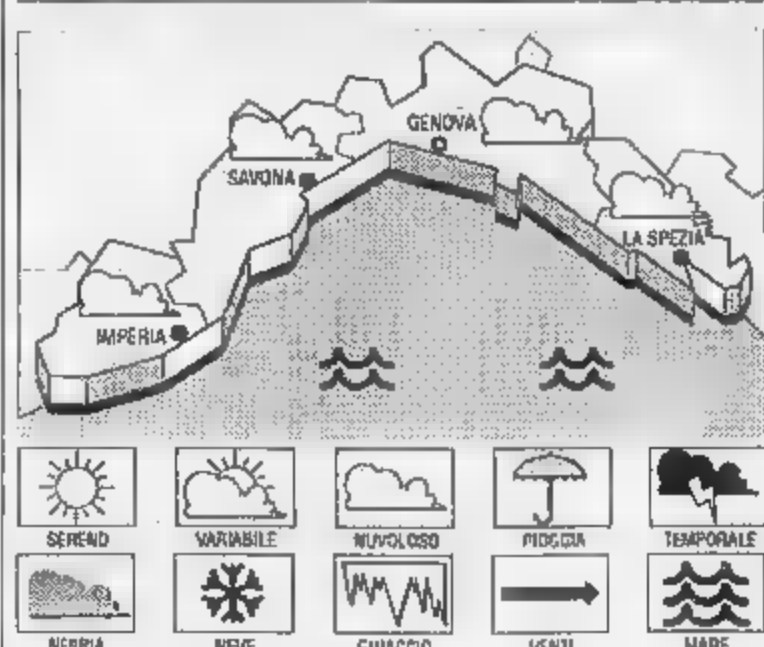 GENOVA
SAVONA
LA SPEZIA
IMPERIA
SERENO VARIABILE NUVOLOSO PIOGGIA TEMPORALE
NEBBIA NEVE GHIACCIO VENTI MARE